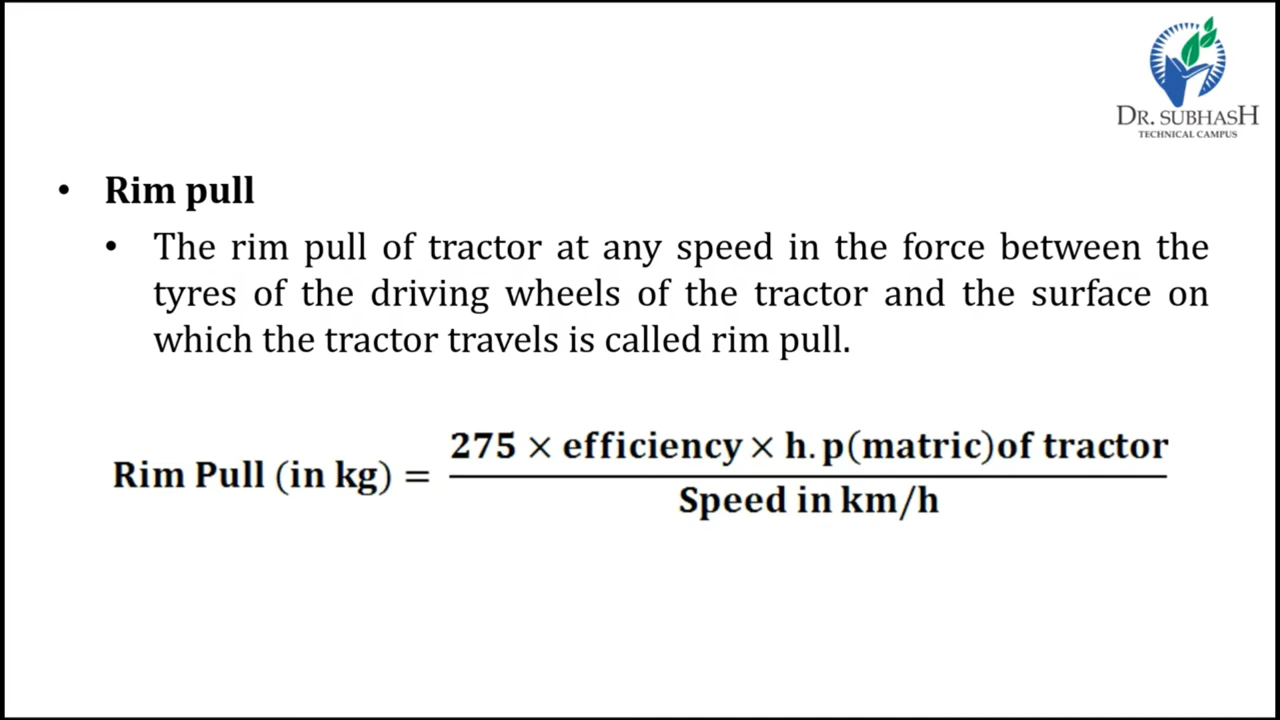 DR. SUBHASH
TECHNICAL CAMPUS
• Rim pull
• The rim pull of tractor at any speed in the force between the
tyres of the driving wheels of the tractor and the surface on
which the tractor travels is called rim pull.
275 × efficiency × h. p(matric)of tractor
Rim Pull (in kg) =
Speed in km/h